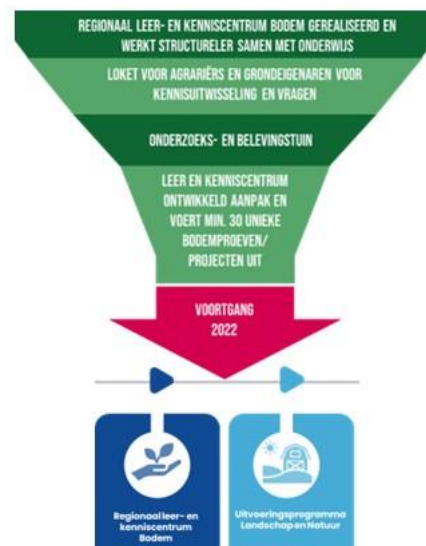 REGIONAAL LEER- EN KENNISCENTRUM BODEM GEREALISEERD EN
WERKT STRUCTURELER SAMEN MET ONDERWIJS
LOKET VOOR AGRARIËRS EN GRONDEIGENAREN VOOR
KENNISUITWISSELING EN VRAGEN
ONDERZOEKS- EN BELEVINGSTUIN
LEER EN KENNISCENTRUM
ONTWIKKELD AANPAK EN
VOERT MIN. 30 UNIEKE
BODEMPROEVEN/
PROJECTEN UIT
VOORTGANG
2022
Regionaal leer- en
kenniscentrum
Bodem
Uitvoeringsprogramma
Landschap en Natuur